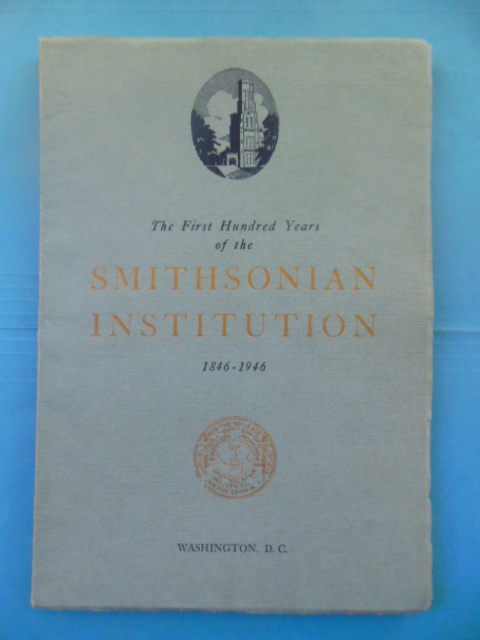 The First Hundred Years
of the
SMITHSONIAN
INSTITUTION
1846-1946
WASHINGTON, D. C.